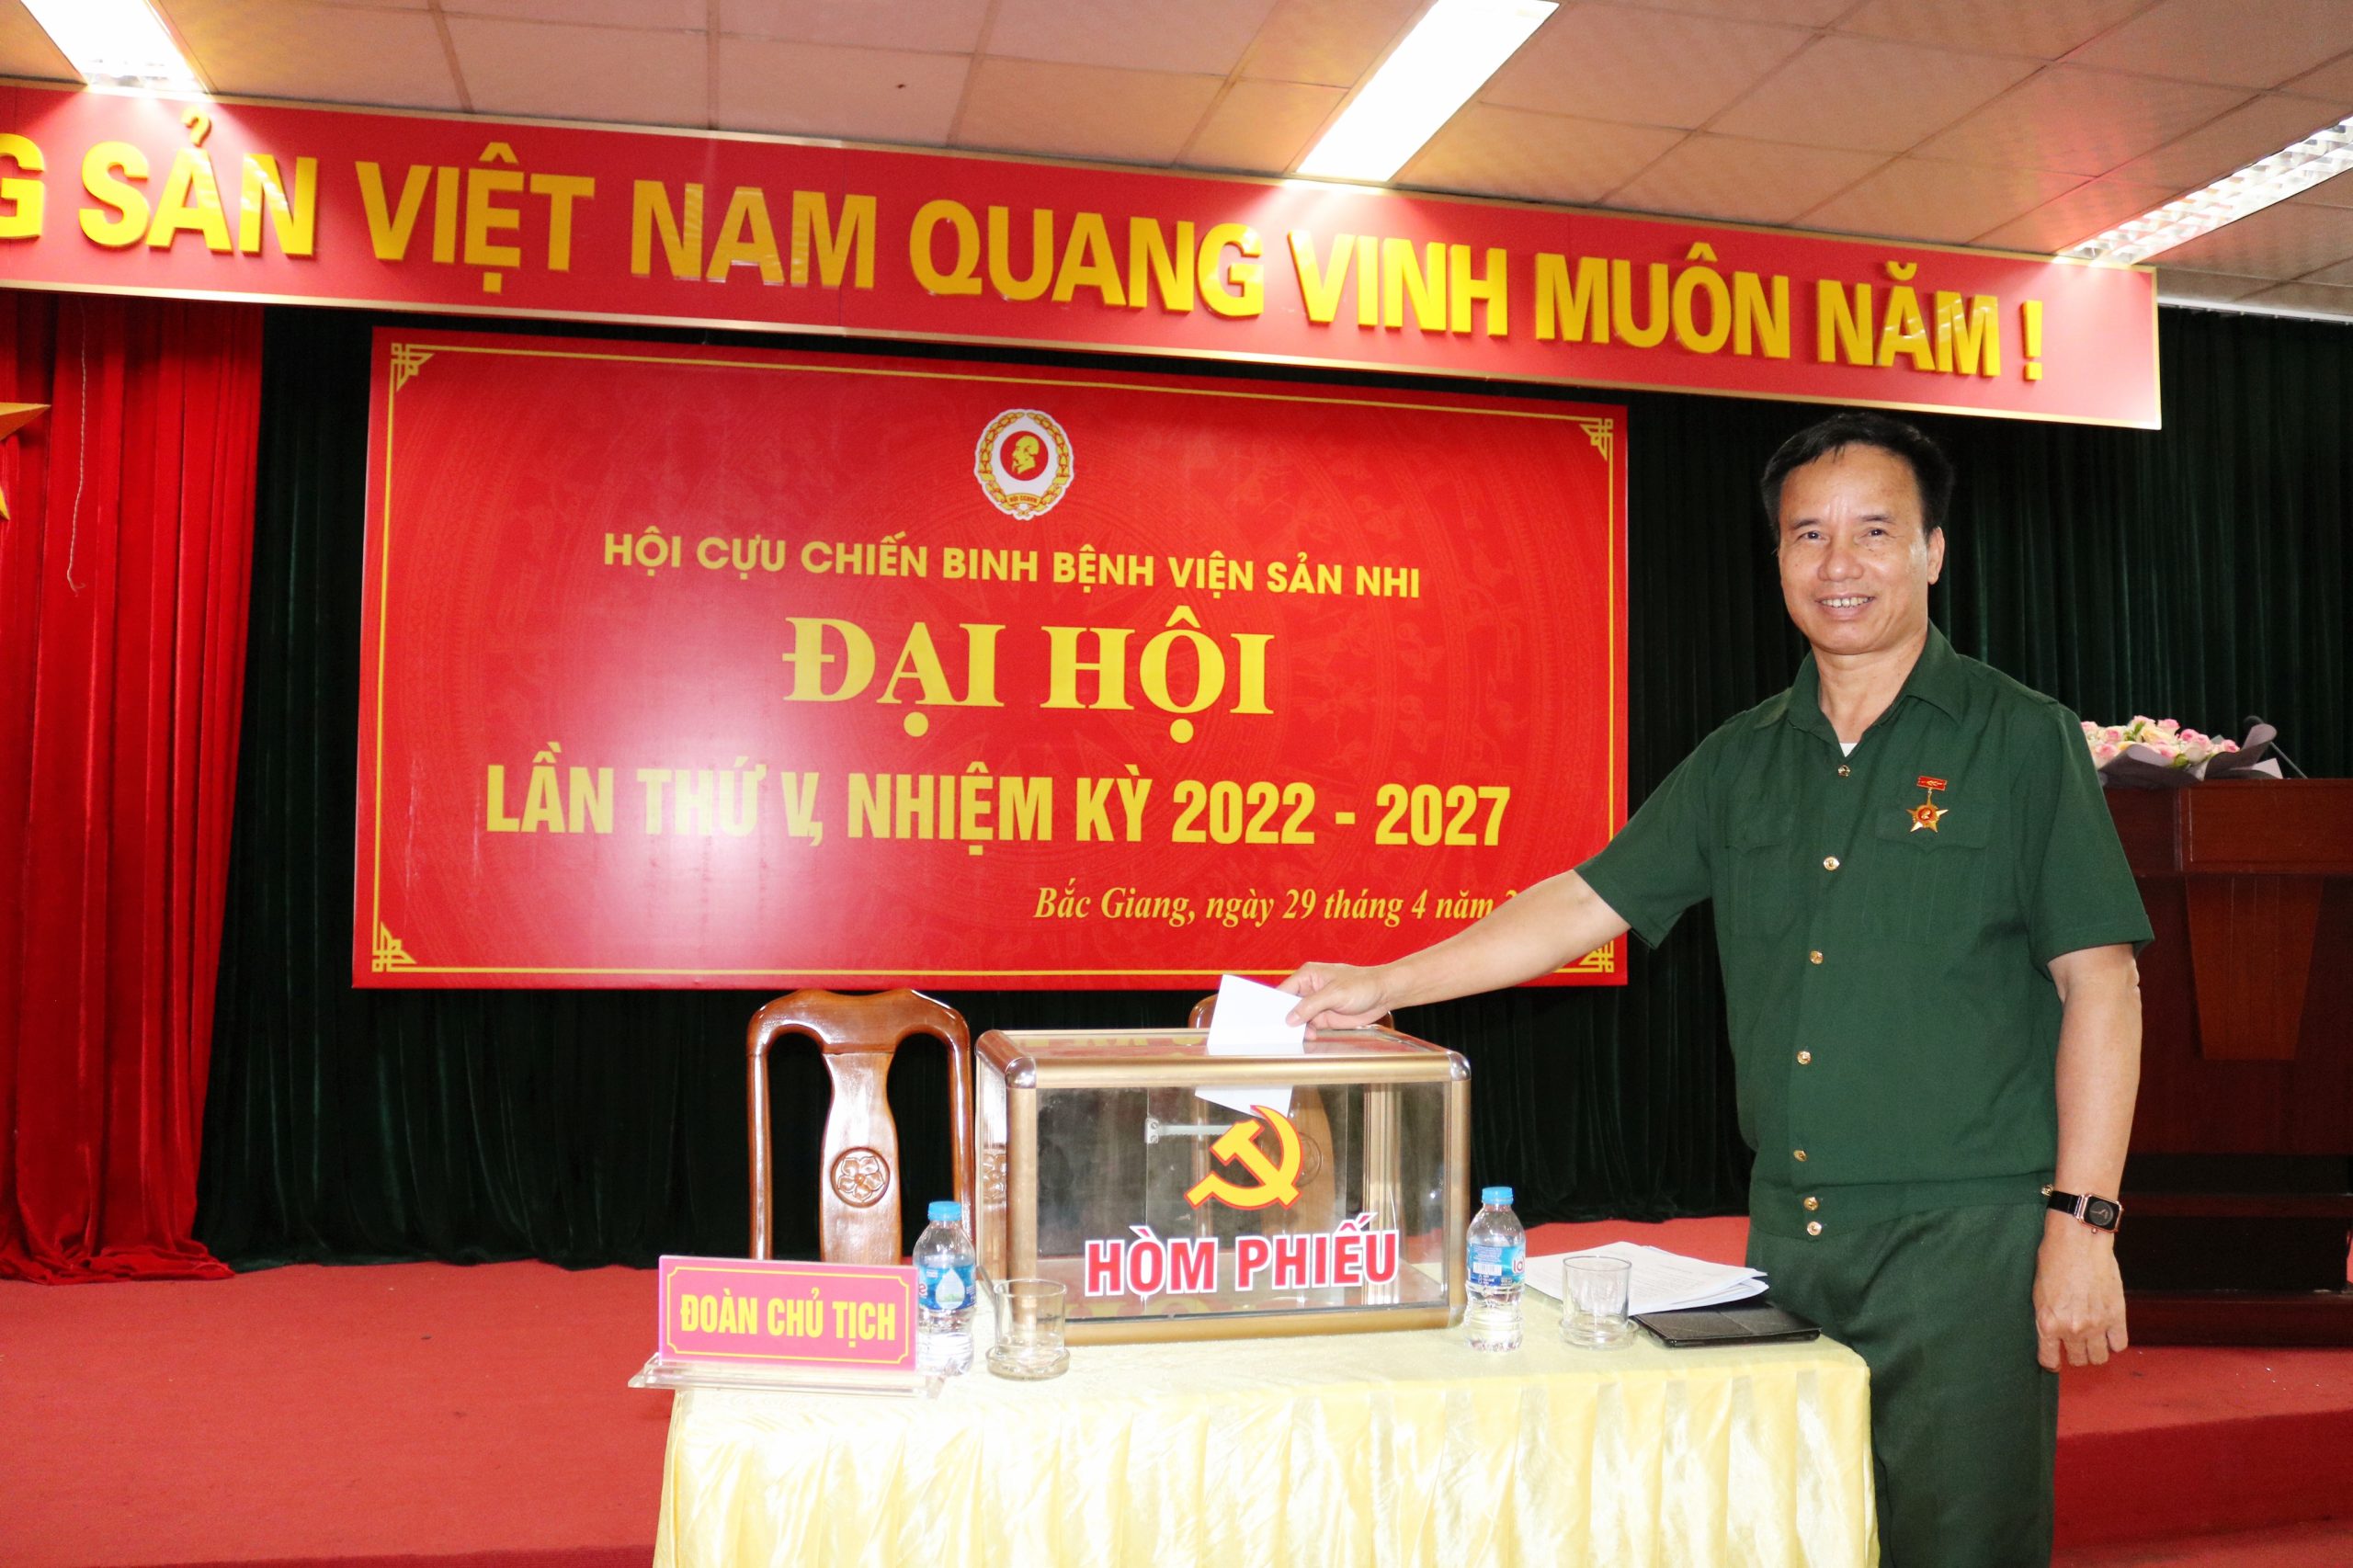 SẢN VIỆT NAM QUANG VINH MUÔN NĂM !
HỘI CỰU CHIẾN BINH BỆNH VIỆN SẢN NHI
ĐẠI HỘI
LẦN THỨ V, NHIỆM KỲ 2022 - 2027
Bắc Giang, ngày 29 tháng 4 năm
HÒM PHIẾU
ĐOÀN CHỦ TỊCH